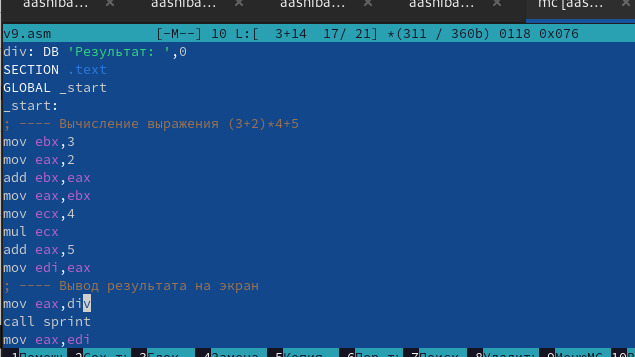 aashiba... × aashiba... × aashiba... × aashiba... × mc [aas... ×
v9.asm [-M--] 10 L:[ 3+14 17/ 21] *(311 / 360b) 0118 0x076
div: DB 'Результат: ',0
SECTION .text
GLOBAL _start
_start:
; ---- Вычисление выражения (3+2)*4+5
mov ebx,3
mov eax,2
add ebx,eax
mov eax,ebx
mov ecx,4
mul ecx
add eax,5
mov edi,eax
; ---- Вывод результата на экран
mov eax,div
call sprint
mov eax,edi